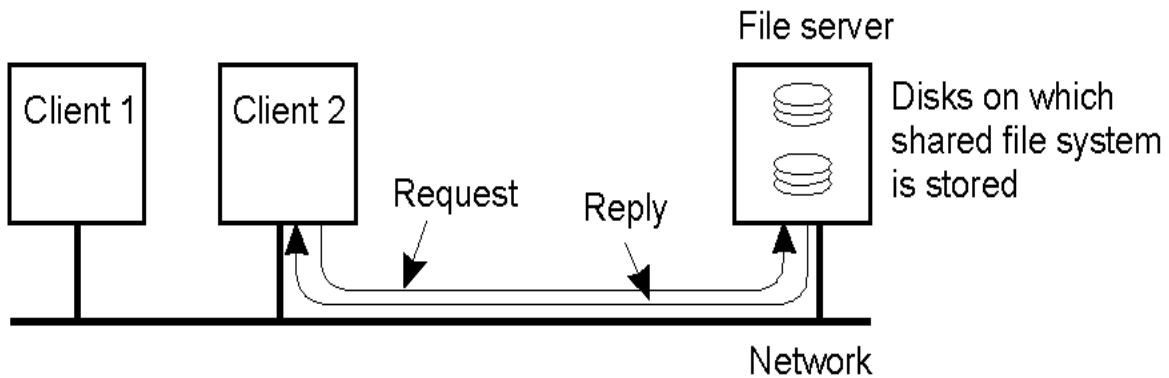 File server
Client 1
Client 2
Disks on which
shared file system
is stored
Request
Reply
Network